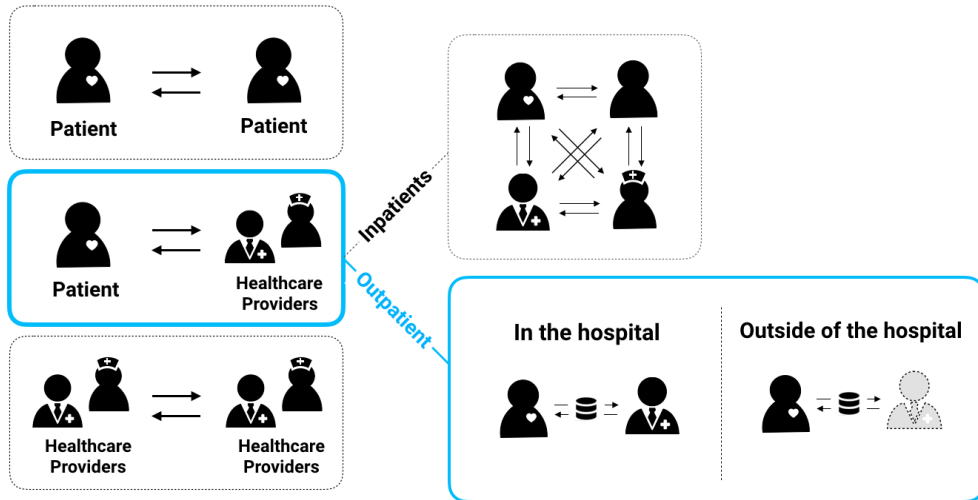 Patient
Patient
Inpatients
Patient
Healthcare
Providers
Outpatient
In the hospital
Outside of the hospital
Healthcare
Providers
Healthcare
Providers